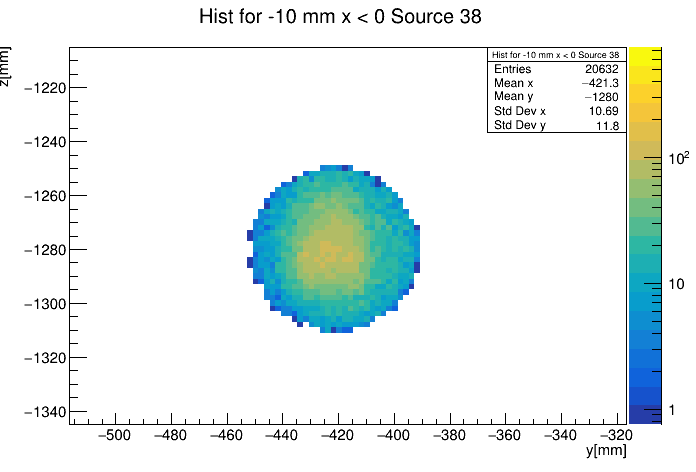 Hist for -10 mm x < 0 Source 38
z[mm]
Hist for -10 mm x < 0 Source 38
Entries 20632
Mean x −421.3
Mean y −1280
Std Dev x 10.69
Std Dev y 11.8
−1220
−1240
−1260
−1280
−1300
−1320
−1340
10²
10
1
−500 −480 −460 −440 −420 −400 −380 −360 −340 −320
y[mm]